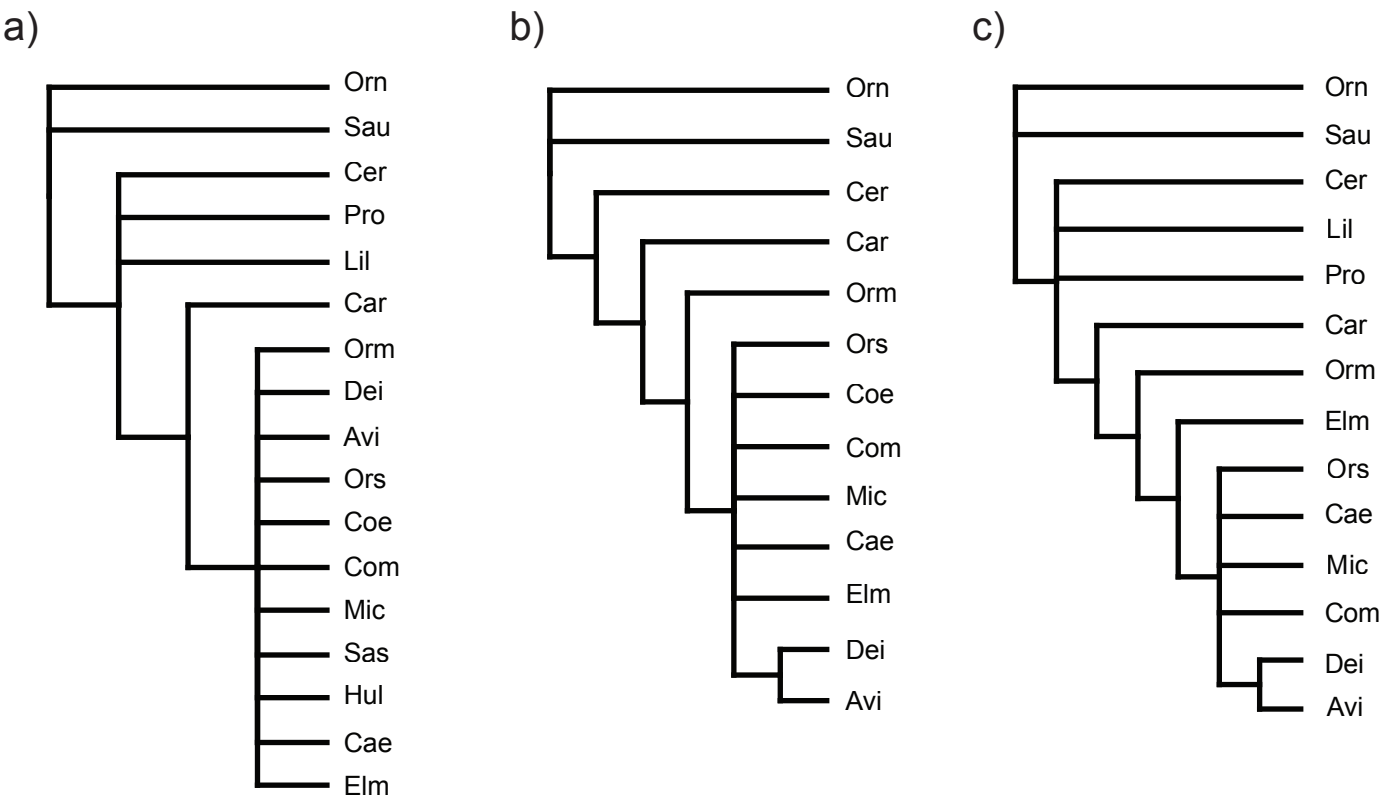 a)
Orn
Sau
Cer
Pro
Lil
Car
Orm
Dei
Avi
Ors
Coe
Com
Mic
Sas
Hul
Cae
Elm
b)
Orn
Sau
Cer
Car
Orm
Ors
Coe
Com
Mic
Cae
Elm
Dei
Avi
c)
Orn
Sau
Cer
Lil
Pro
Car
Orm
Elm
Ors
Cae
Mic
Com
Dei
Avi